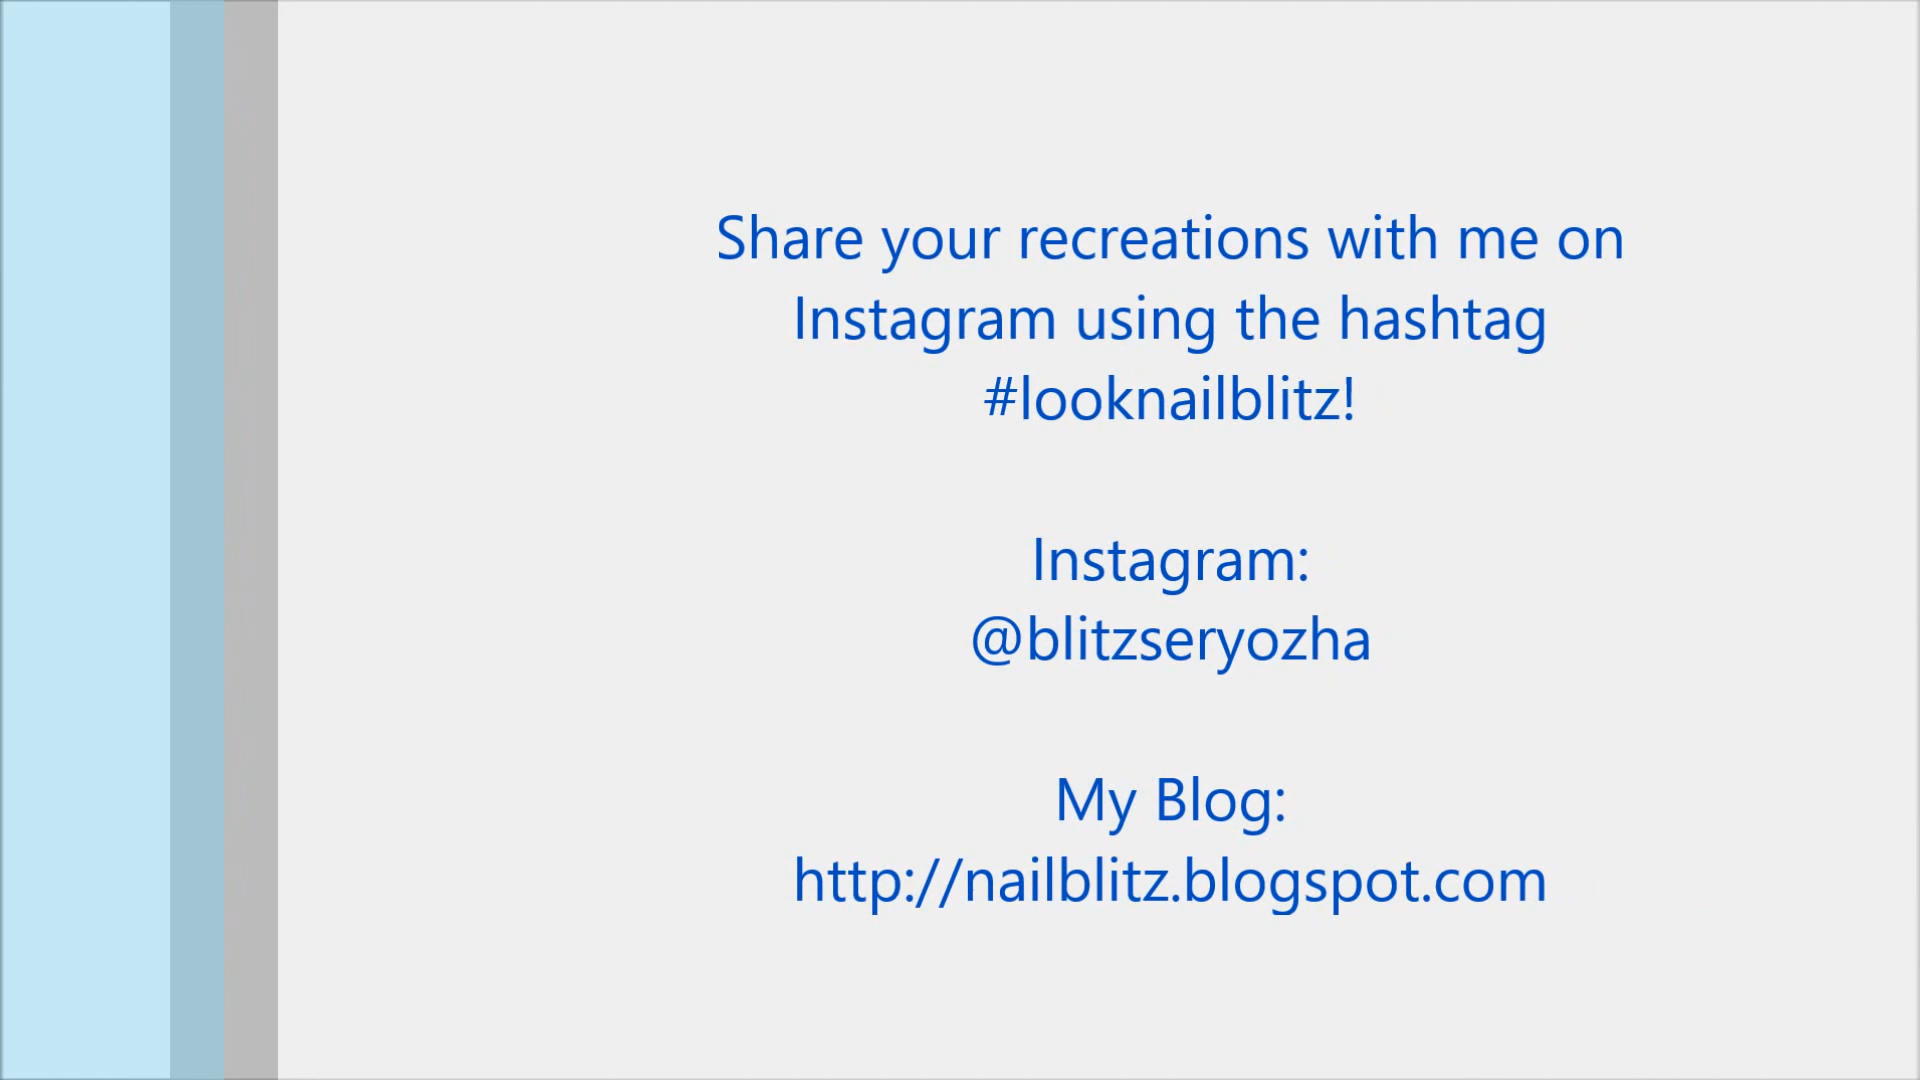 Share your recreations with me on
Instagram using the hashtag
#looknailblitz!
Instagram:
@blitzseryozha
My Blog:
http://nailblitz.blogspot.com